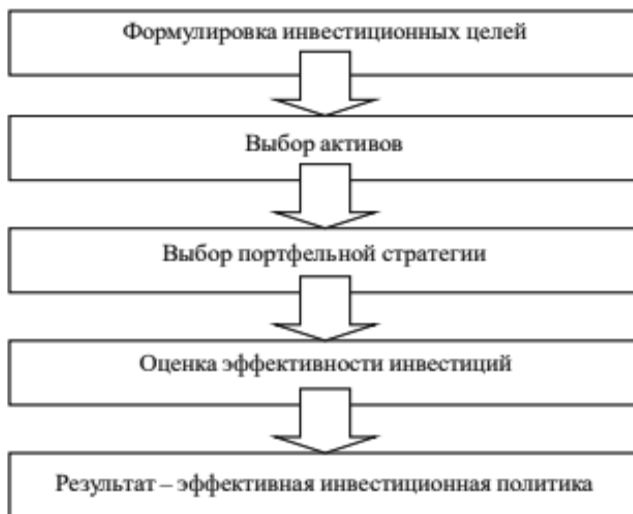 Формулировка инвестиционных целей
Выбор активов
Выбор портфельной стратегии
Оценка эффективности инвестиций
Результат – эффективная инвестиционная политика